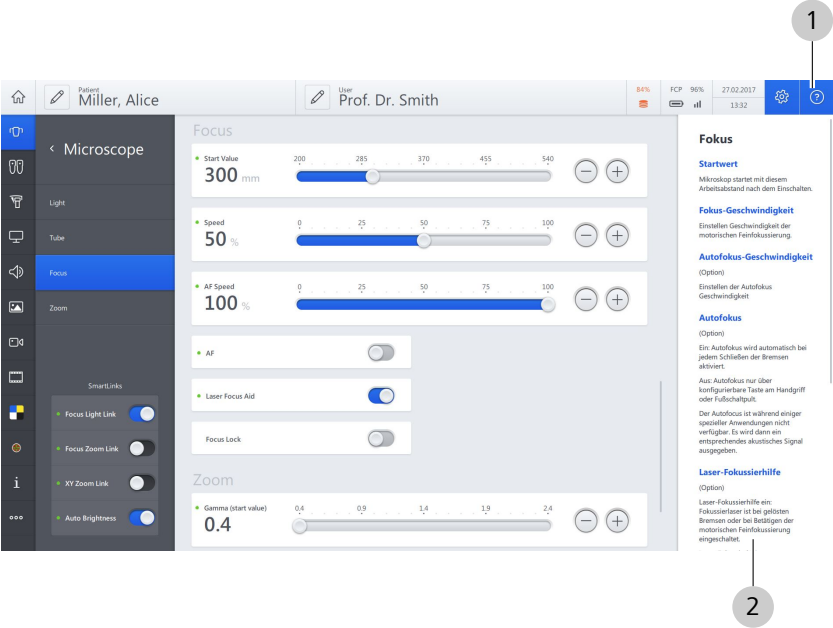 1
Patient
Miller, Alice
User
Prof. Dr. Smith
84%
FCP 96%
27.02.2017
13:32
?
Microscope
Light
Tube
Focus
Zoom
SmartLinks
Focus Light Link
Focus Zoom Link
XY Zoom Link
Auto Brightness
i
Focus
Start Value
300 mm
200 285 370 455 540
Speed
50 %
0 25 50 75 100
AF Speed
100 %
0 25 50 75 100
AF
Laser Focus Aid
Focus Lock
Zoom
Gamma (start value)
0.4
0.4 0.9 1.4 1.9 2.4
Fokus
Startwert
Mikroskop startet mit diesem
Arbeitsabstand nach dem Einschalten.
Fokus-Geschwindigkeit
Einstellen Geschwindigkeit der
motorischen Feinfokussierung.
Autofokus-Geschwindigkeit
(Option)
Einstellen der Autofokus
Geschwindigkeit
Autofokus
(Option)
Ein: Autofokus wird automatisch bei
jedem Schließen der Bremsen
aktiviert.
Aus: Autofokus nur über
konfigurierbare Taste am Handgriff
oder Fußschaltpult.
Der Autofocus ist während einiger
spezieller Anwendungen nicht
verfügbar. Es wird dann ein
entsprechendes akustisches Signal
ausgegeben.
Laser-Fokussierhilfe
(Option)
Laser-Fokussierhilfe ein:
Fokussierlaser ist bei gelösten
Bremsen oder bei Betätigen der
motorischen Feinfokussierung
eingeschaltet.
2